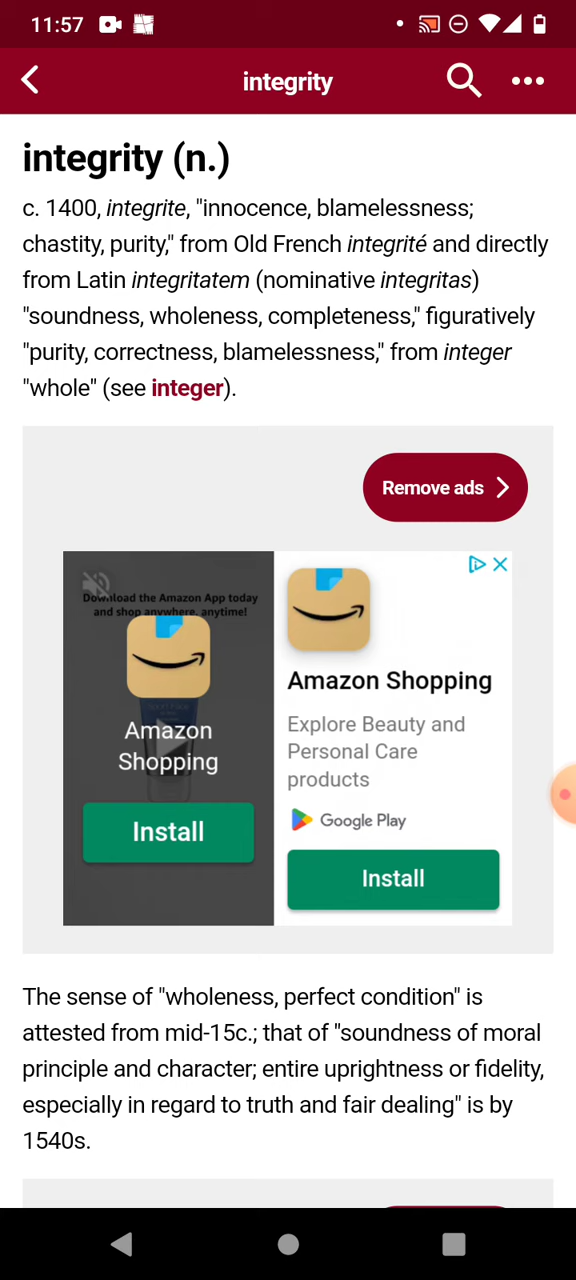 11:57
integrity
integrity (n.)
c. 1400, integrite, "innocence, blamelessness;
chastity, purity," from Old French integrité and directly
from Latin integritatem (nominative integritas)
"soundness, wholeness, completeness," figuratively
"purity, correctness, blamelessness," from integer
"whole" (see integer).
Remove ads
Download the Amazon App today
and shop anywhere, anytime!
Amazon
Shopping
Install
Amazon Shopping
Explore Beauty and
Personal Care
products
Google Play
Install
The sense of "wholeness, perfect condition" is
attested from mid-15c.; that of "soundness of moral
principle and character; entire uprightness or fidelity,
especially in regard to truth and fair dealing" is by
1540s.